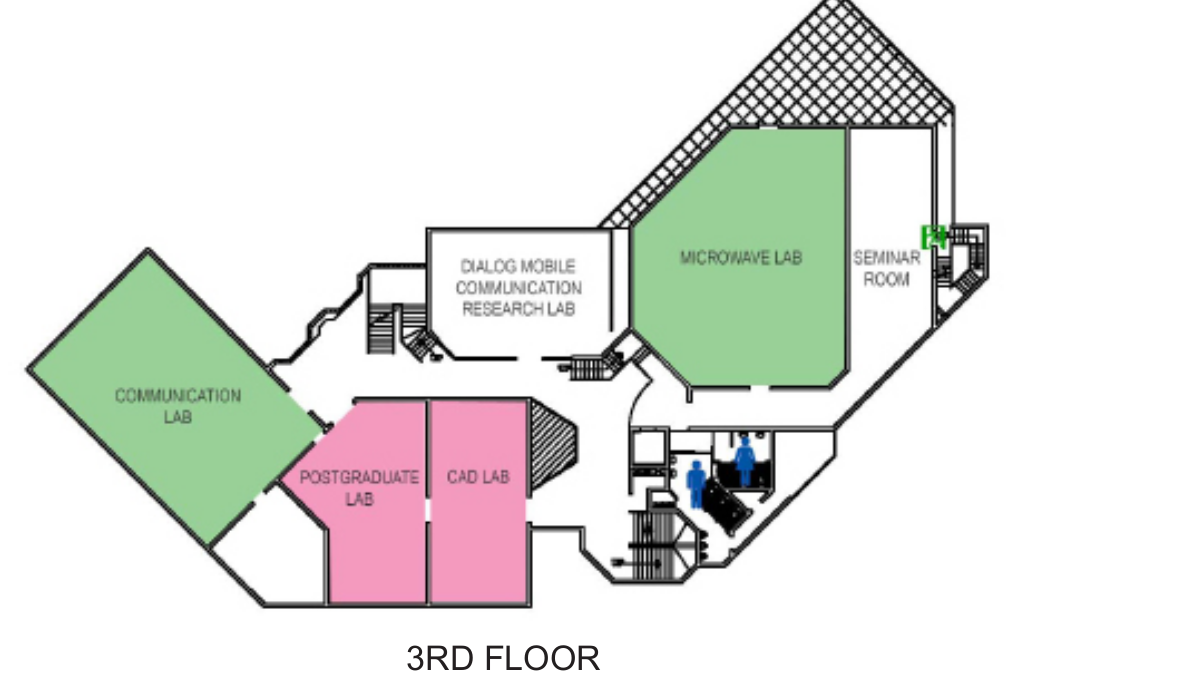 DIALOG MOBILE
COMMUNICATION
RESEARCH LAB
MICROWAVE LAB
SEMINAR
ROOM
COMMUNICATION
LAB
POSTGRADUATE
LAB
CAD LAB
3RD FLOOR